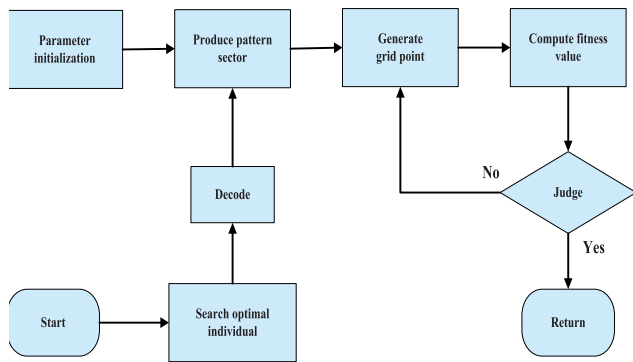 Parameter
initialization
Produce pattern
sector
Generate
grid point
Compute fitness
value
Decode
No
Judge
Yes
Start
Search optimal
individual
Return